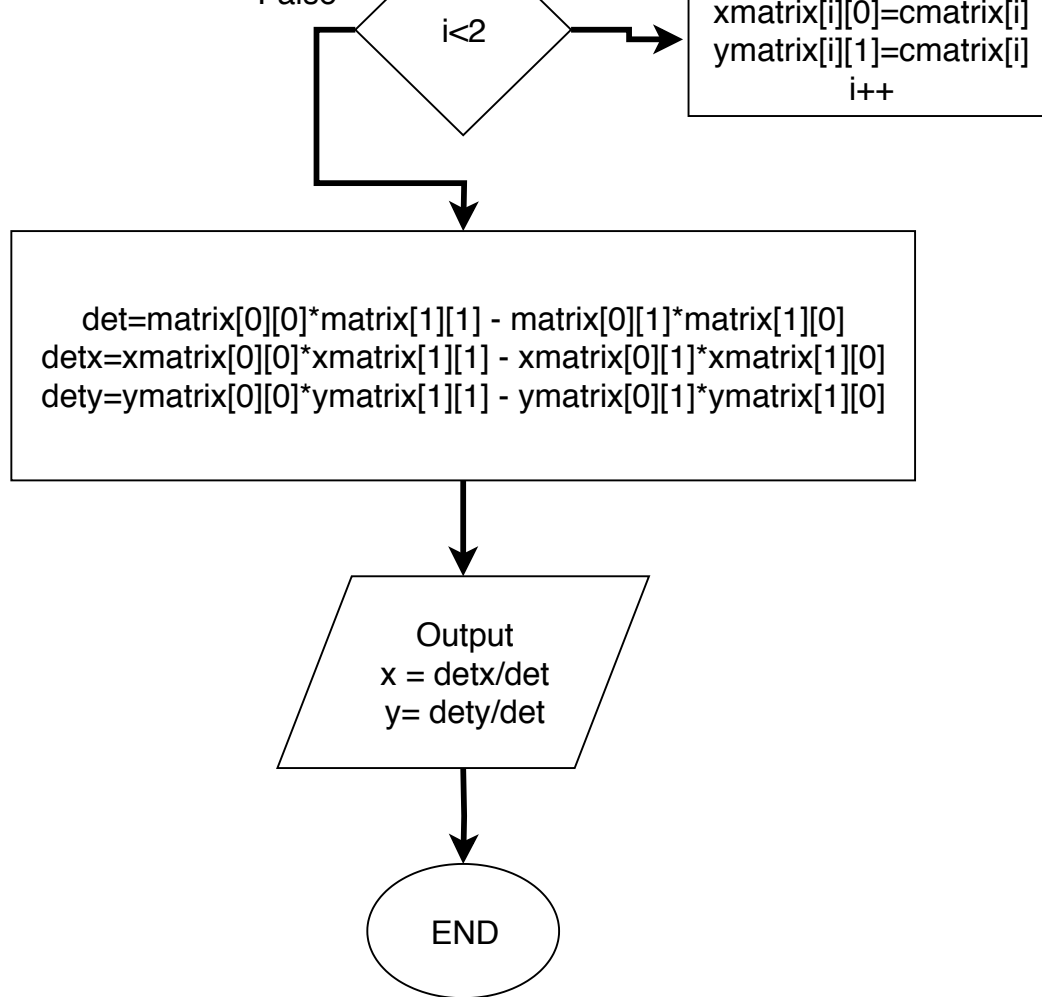 i<2
xmatrix[i][0]=cmatrix[i]
ymatrix[i][1]=cmatrix[i]
i++
det=matrix[0][0]*matrix[1][1] - matrix[0][1]*matrix[1][0]
detx=xmatrix[0][0]*xmatrix[1][1] - xmatrix[0][1]*xmatrix[1][0]
dety=ymatrix[0][0]*ymatrix[1][1] - ymatrix[0][1]*ymatrix[1][0]
Output
x = detx/det
y= dety/det
END